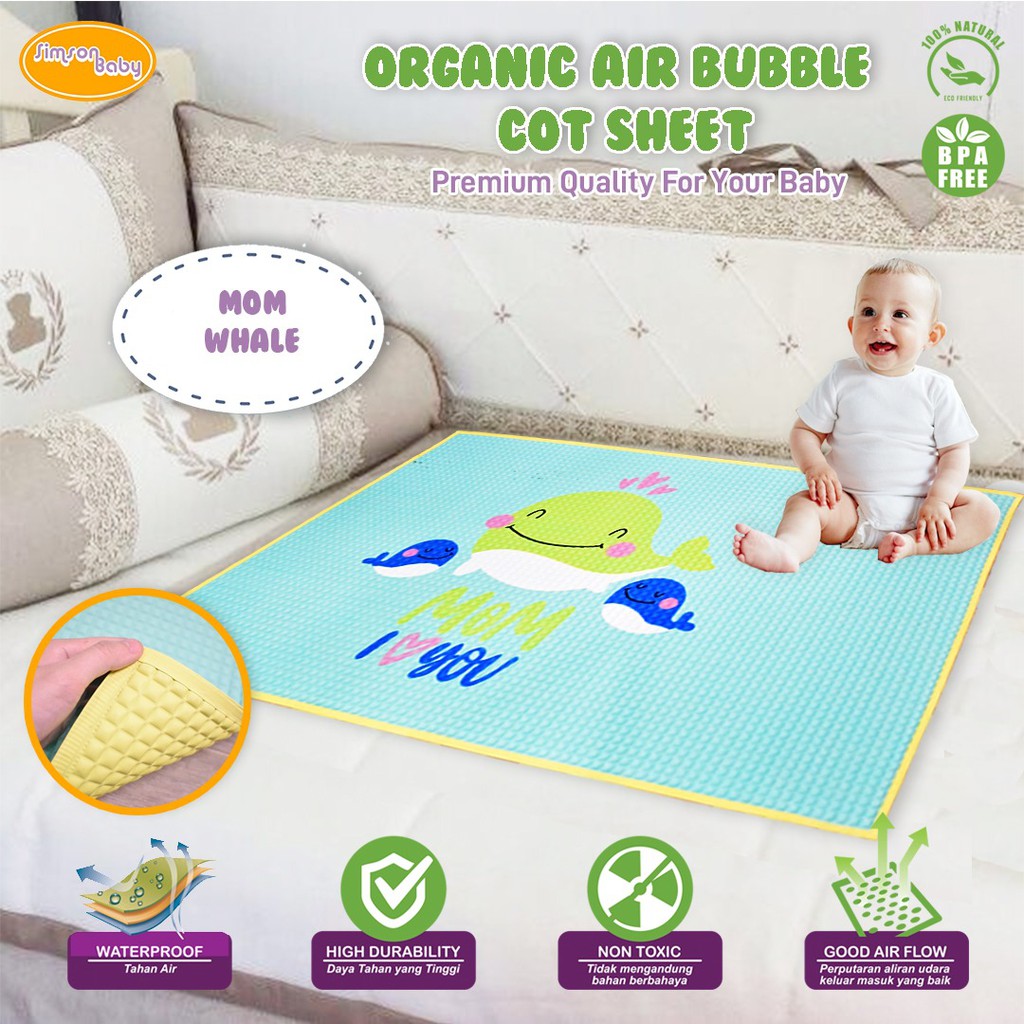 Simson
Baby
ORGANIC AIR BUBBLE
COT SHEET
Premium Quality For Your Baby
100% NATURAL
ECO FRIENDLY
BPA
FREE
MOM
WHALE
MOM
I YOU
WATERPROOF
Tahan Air
HIGH DURABILITY
Daya Tahan yang Tinggi
NON TOXIC
Tidak mengandung
bahan berbahaya
GOOD AIR FLOW
Perputaran aliran udara
keluar masuk yang baik